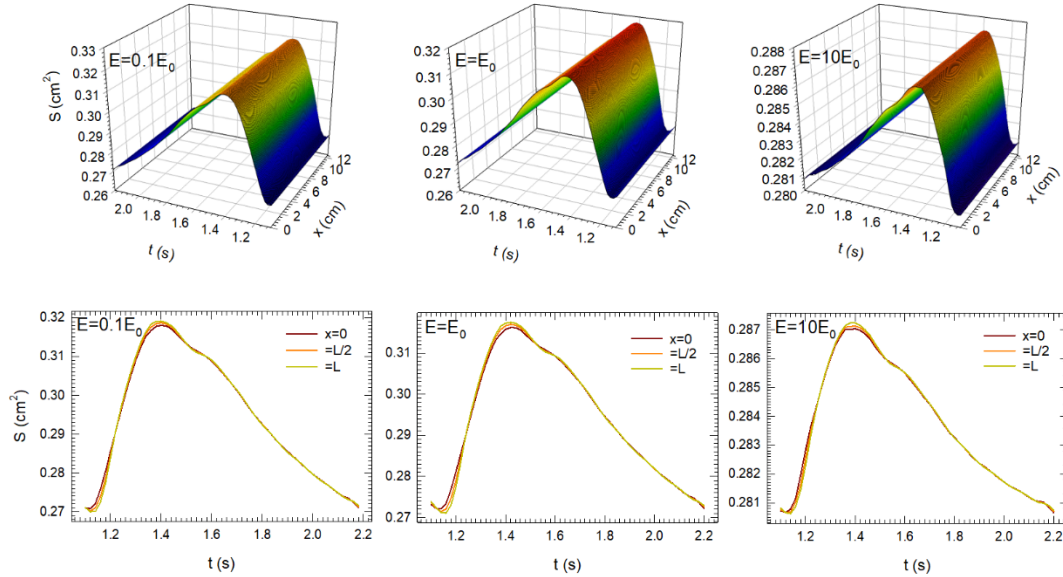 E=0.1E0
S (cm2)
0.33
0.32
0.31
0.30
0.29
0.28
0.27
0.26
2.0
1.8
1.6
1.4
1.2
t (s)
0
2
4
6
8
10
12
x (cm)
E=E0
0.32
0.31
0.30
0.29
0.28
0.27
0.26
2.0
1.8
1.6
1.4
1.2
t (s)
0
2
4
6
8
10
12
x (cm)
E=10E0
0.288
0.287
0.286
0.285
0.284
0.283
0.282
0.281
0.280
2.0
1.8
1.6
1.4
1.2
t (s)
0
2
4
6
8
10
12
x (cm)
E=0.1E0
S (cm2)
0.32
0.31
0.30
0.29
0.28
0.27
x=0
=L/2
=L
1.2 1.4 1.6 1.8 2.0 2.2
t (s)
E=E0
0.31
0.30
0.29
0.28
0.27
x=0
=L/2
=L
1.2 1.4 1.6 1.8 2.0 2.2
t (s)
E=10E0
0.287
0.286
0.285
0.284
0.283
0.282
0.281
x=0
=L/2
=L
1.2 1.4 1.6 1.8 2.0 2.2
t (s)